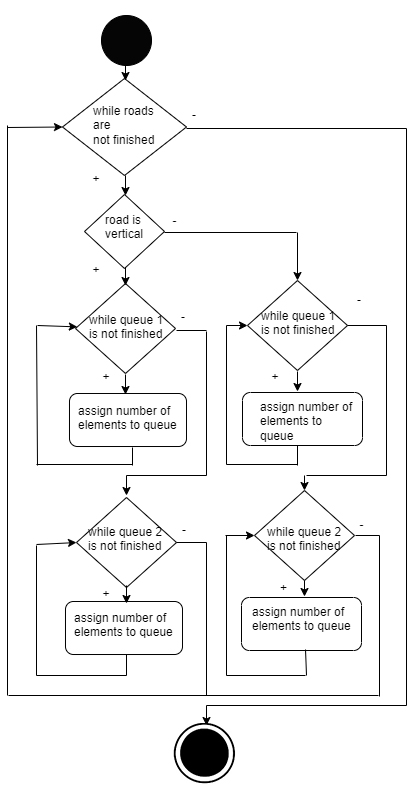 while roads
are
not finished
-
+
road is
vertical
-
+
while queue 1
is not finished
-
+
assign number of
elements to queue
while queue 1
is not finished
-
+
assign number of
elements to
queue
while queue 2
is not finished
-
+
assign number of
elements to queue
while queue 2
is not finished
-
+
assign number of
elements to queue